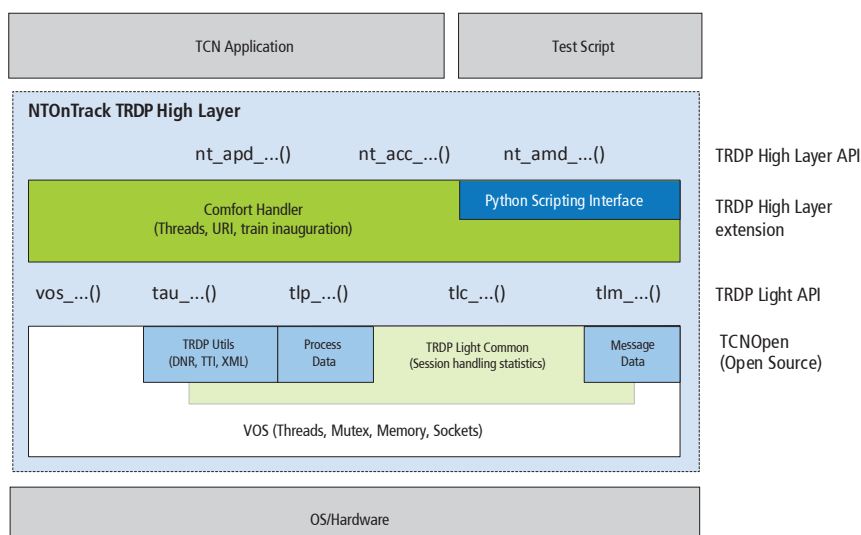 TCN Application
Test Script
NTOnTrack TRDP High Layer
nt_apd_...()
nt_acc_...()
nt_amd_...()
TRDP High Layer API
Comfort Handler
(Threads, URI, train inauguration)
Python Scripting Interface
TRDP High Layer
extension
vos_...()
tau_...()
tlp_...()
tlc_...()
tlm_...()
TRDP Light API
TRDP Utils
(DNR, TTI, XML)
Process
Data
TRDP Light Common
(Session handling statistics)
Message
Data
TCNOpen
(Open Source)
VOS (Threads, Mutex, Memory, Sockets)
OS/Hardware